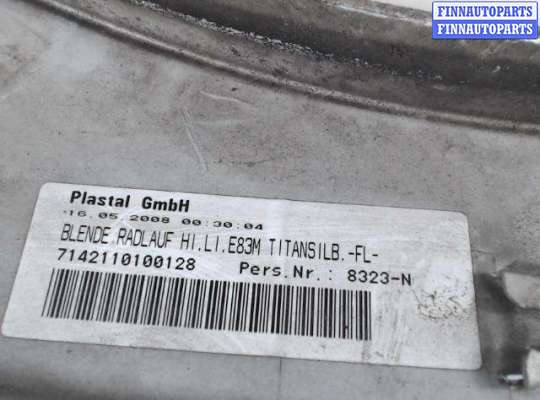 FINNAUTOPARTS
FINNAUTOPARTS
Plastal GmbH
16.05/2008 00:30:04
BLENDE RADLAUF HI.LI.E83M TITANSILB.-FL-
7142110100128 Pers.Nr.: 8323-N